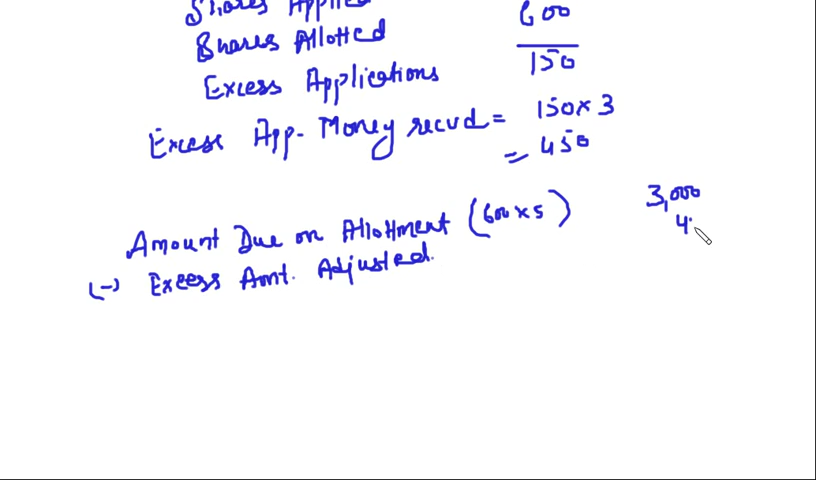 Shares Applied
Shares Allotted 600
Excess Applications 150
Excess App- Money recvd = 150 x 3
= 450
Amount Due on Allotment (600 x 5) 3,000
(-) Excess Amt. Adjusted. 4